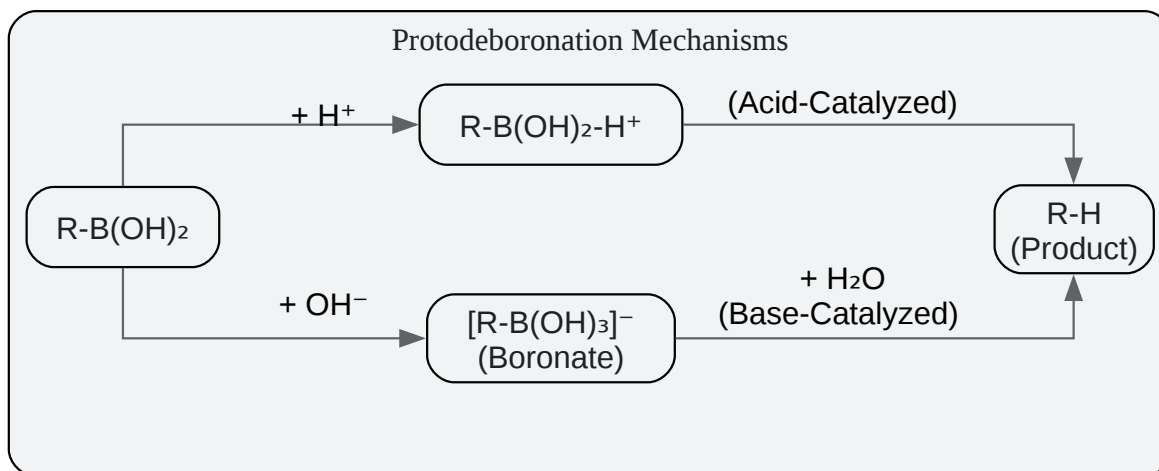 Protodeboronation Mechanisms
+ H⁺
R-B(OH)₂-H⁺
(Acid-Catalyzed)
R-B(OH)₂
R-H
(Product)
+ OH⁻
[R-B(OH)₃]⁻
(Boronate)
+ H₂O
(Base-Catalyzed)